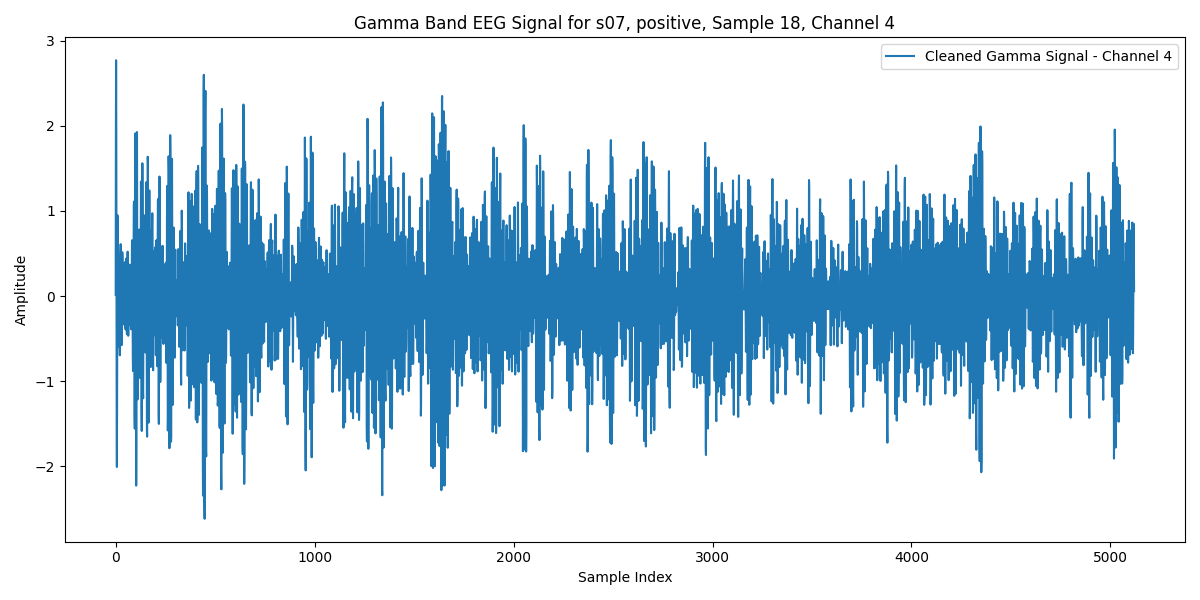 Gamma Band EEG Signal for s07, positive, Sample 18, Channel 4
Cleaned Gamma Signal - Channel 4
3
2
1
0
−1
−2
Amplitude
0 1000 2000 3000 4000 5000
Sample Index